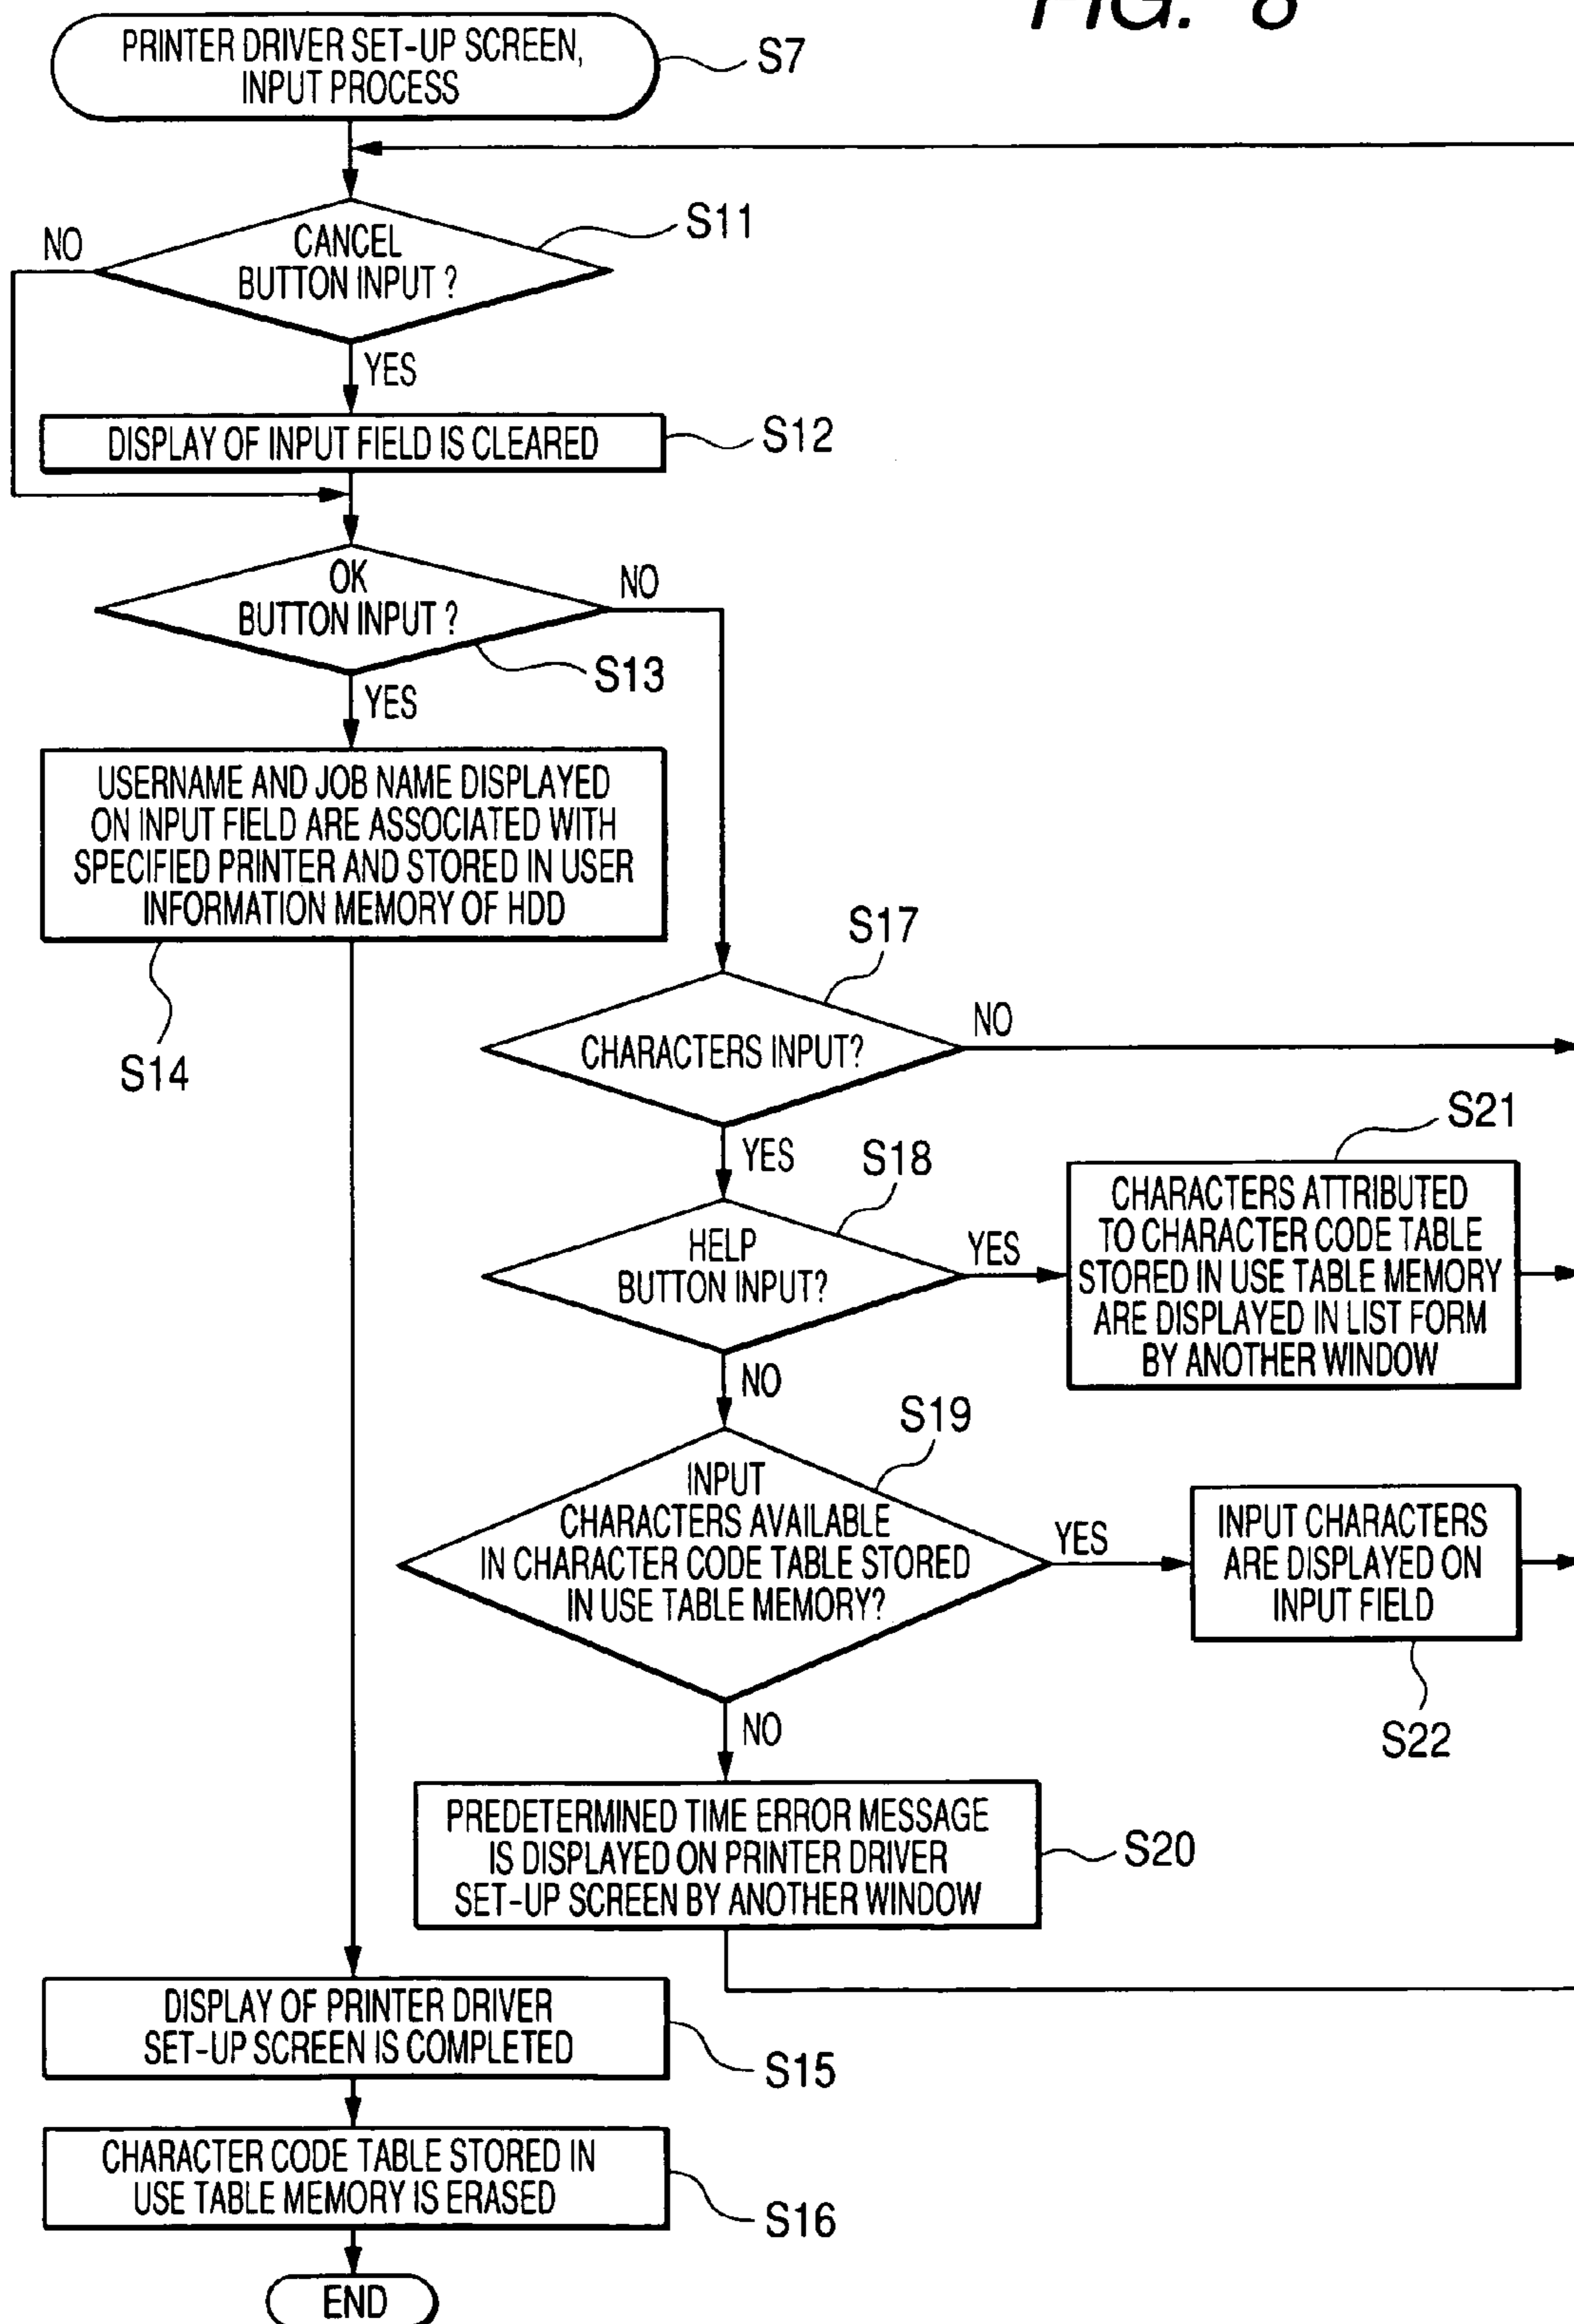 FIG. 8
PRINTER DRIVER SET-UP SCREEN,
INPUT PROCESS
S7
CANCEL
BUTTON INPUT ?
S11
NO
YES
DISPLAY OF INPUT FIELD IS CLEARED
S12
OK
BUTTON INPUT ?
NO
S13
YES
USERNAME AND JOB NAME DISPLAYED
ON INPUT FIELD ARE ASSOCIATED WITH
SPECIFIED PRINTER AND STORED IN USER
INFORMATION MEMORY OF HDD
S14
S17
CHARACTERS INPUT?
NO
YES
S18
HELP
BUTTON INPUT?
YES
S21
CHARACTERS ATTRIBUTED
TO CHARACTER CODE TABLE
STORED IN USE TABLE MEMORY
ARE DISPLAYED IN LIST FORM
BY ANOTHER WINDOW
NO
S19
INPUT
CHARACTERS AVAILABLE
IN CHARACTER CODE TABLE STORED
IN USE TABLE MEMORY?
YES
INPUT CHARACTERS
ARE DISPLAYED ON
INPUT FIELD
S22
NO
PREDETERMINED TIME ERROR MESSAGE
IS DISPLAYED ON PRINTER DRIVER
SET-UP SCREEN BY ANOTHER WINDOW
S20
DISPLAY OF PRINTER DRIVER
SET-UP SCREEN IS COMPLETED
S15
CHARACTER CODE TABLE STORED IN
USE TABLE MEMORY IS ERASED
S16
END